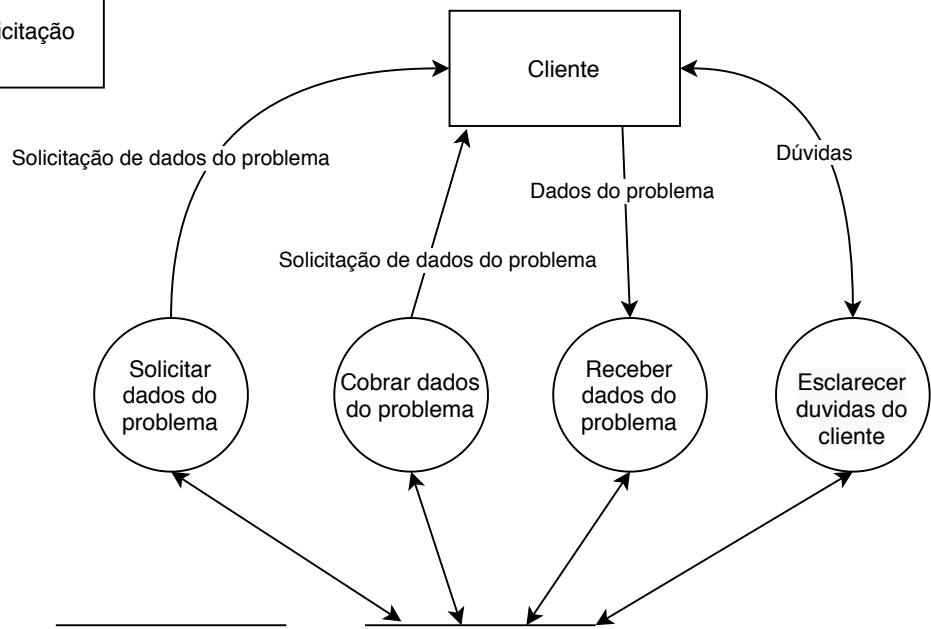 Cliente
Solicitação de dados do problema
Dúvidas
Dados do problema
Solicitação de dados do problema
Solicitar
dados do
problema
Cobrar dados
do problema
Receber
dados do
problema
Esclarecer
duvidas do
cliente